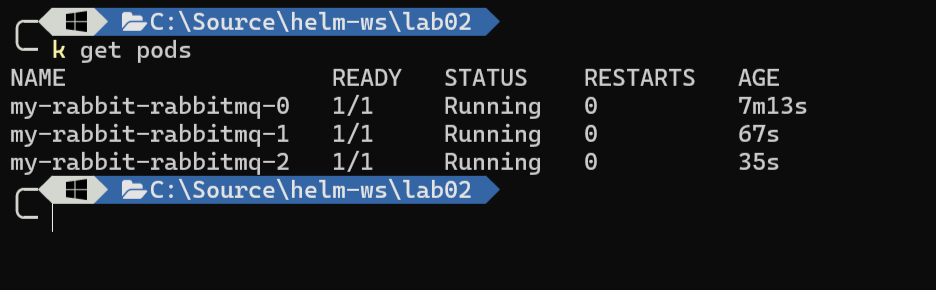 C:\Source\helm-ws\lab02
k get pods
NAME                   READY   STATUS    RESTARTS   AGE
my-rabbit-rabbitmq-0   1/1     Running   0          7m13s
my-rabbit-rabbitmq-1   1/1     Running   0          67s
my-rabbit-rabbitmq-2   1/1     Running   0          35s
C:\Source\helm-ws\lab02